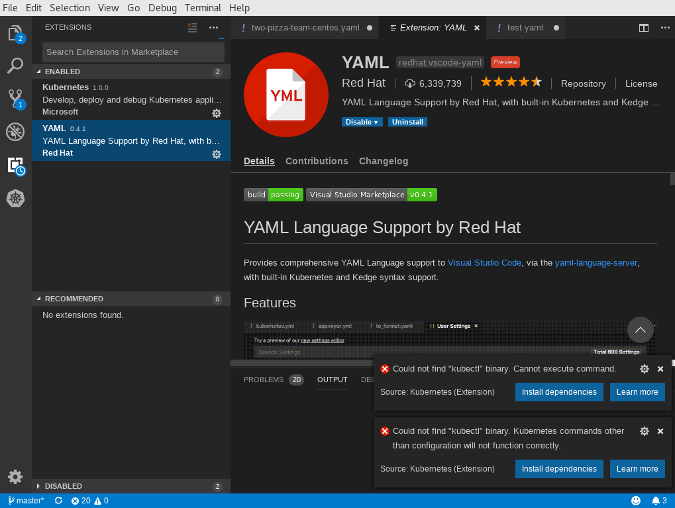 File Edit Selection View Go Debug Terminal Help
EXTENSIONS
two-pizza-team-centos.yaml
Extension: YAML
test.yaml
2
1
Search Extensions in Marketplace
ENABLED 2
Kubernetes 1.0.0
Develop, deploy and debug Kubernetes appli...
Microsoft
YAML 0.4.1
YAML Language Support by Red Hat, with b...
Red Hat
RECOMMENDED 0
No extensions found.
DISABLED 2
YML
YAML redhat.vscode-yaml Preview
Red Hat 6,339,739 Repository License
YAML Language Support by Red Hat, with built-in Kubernetes and Kedge ...
Disable Uninstall
Details Contributions Changelog
build passing Visual Studio Marketplace v0.4.1
YAML Language Support by Red Hat
Provides comprehensive YAML Language support to Visual Studio Code, via the yaml-language-server,
with built-in Kubernetes and Kedge syntax support.
Features
kubernetes.yml appveyor.yml to_format.yaml User Settings
Try a preview of our new settings editor
Search Settings Total 600 Settings
PROBLEMS 20 OUTPUT
Could not find "kubectl" binary. Cannot execute command.
Source: Kubernetes (Extension) Install dependencies Learn more
Could not find "kubectl" binary. Kubernetes commands other
than configuration will not function correctly.
Source: Kubernetes (Extension) Install dependencies Learn more
master* 20 0 3